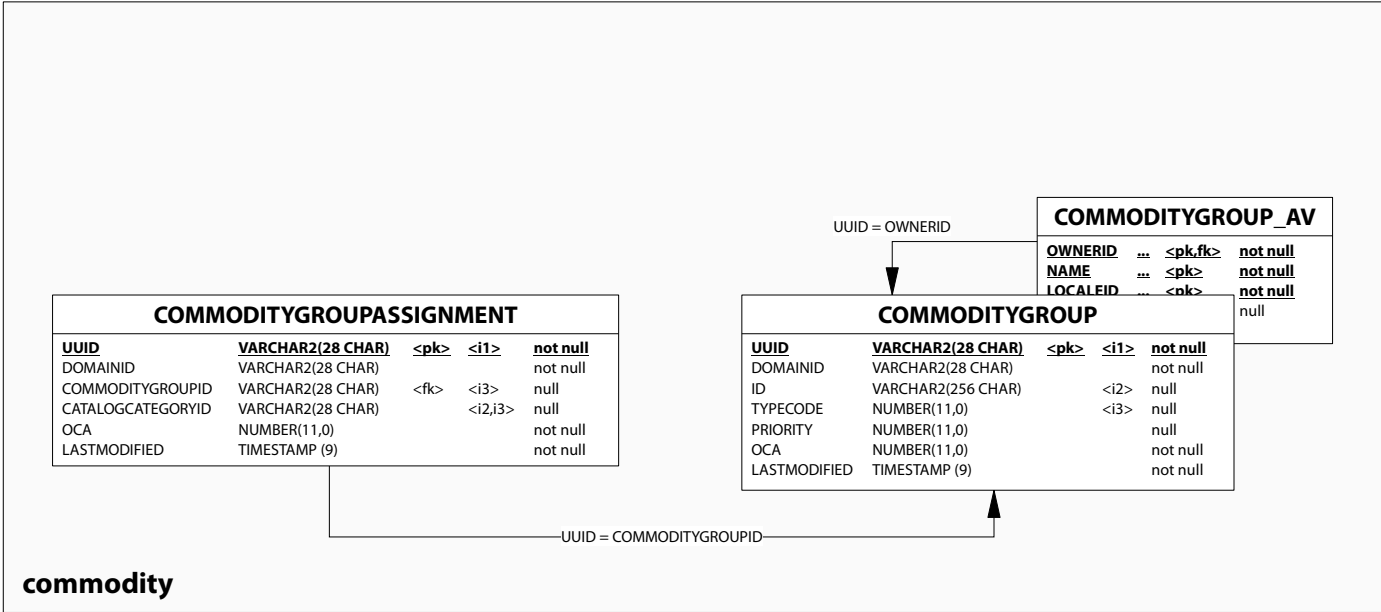 UUID = OWNERID
COMMODITYGROUP_AV
OWNERID ... <pk,fk> not null
NAME ... <pk> not null
LOCALEID ... <pk> not null
null
COMMODITYGROUPASSIGNMENT
UUID VARCHAR2(28 CHAR) <pk> <i1> not null
DOMAINID VARCHAR2(28 CHAR) not null
COMMODITYGROUPID VARCHAR2(28 CHAR) <fk> <i3> null
CATALOGCATEGORYID VARCHAR2(28 CHAR) <i2,i3> null
OCA NUMBER(11,0) not null
LASTMODIFIED TIMESTAMP (9) not null
COMMODITYGROUP
UUID VARCHAR2(28 CHAR) <pk> <i1> not null
DOMAINID VARCHAR2(28 CHAR) not null
ID VARCHAR2(256 CHAR) <i2> null
TYPECODE NUMBER(11,0) <i3> null
PRIORITY NUMBER(11,0) null
OCA NUMBER(11,0) not null
LASTMODIFIED TIMESTAMP (9) not null
UUID = COMMODITYGROUPID
commodity